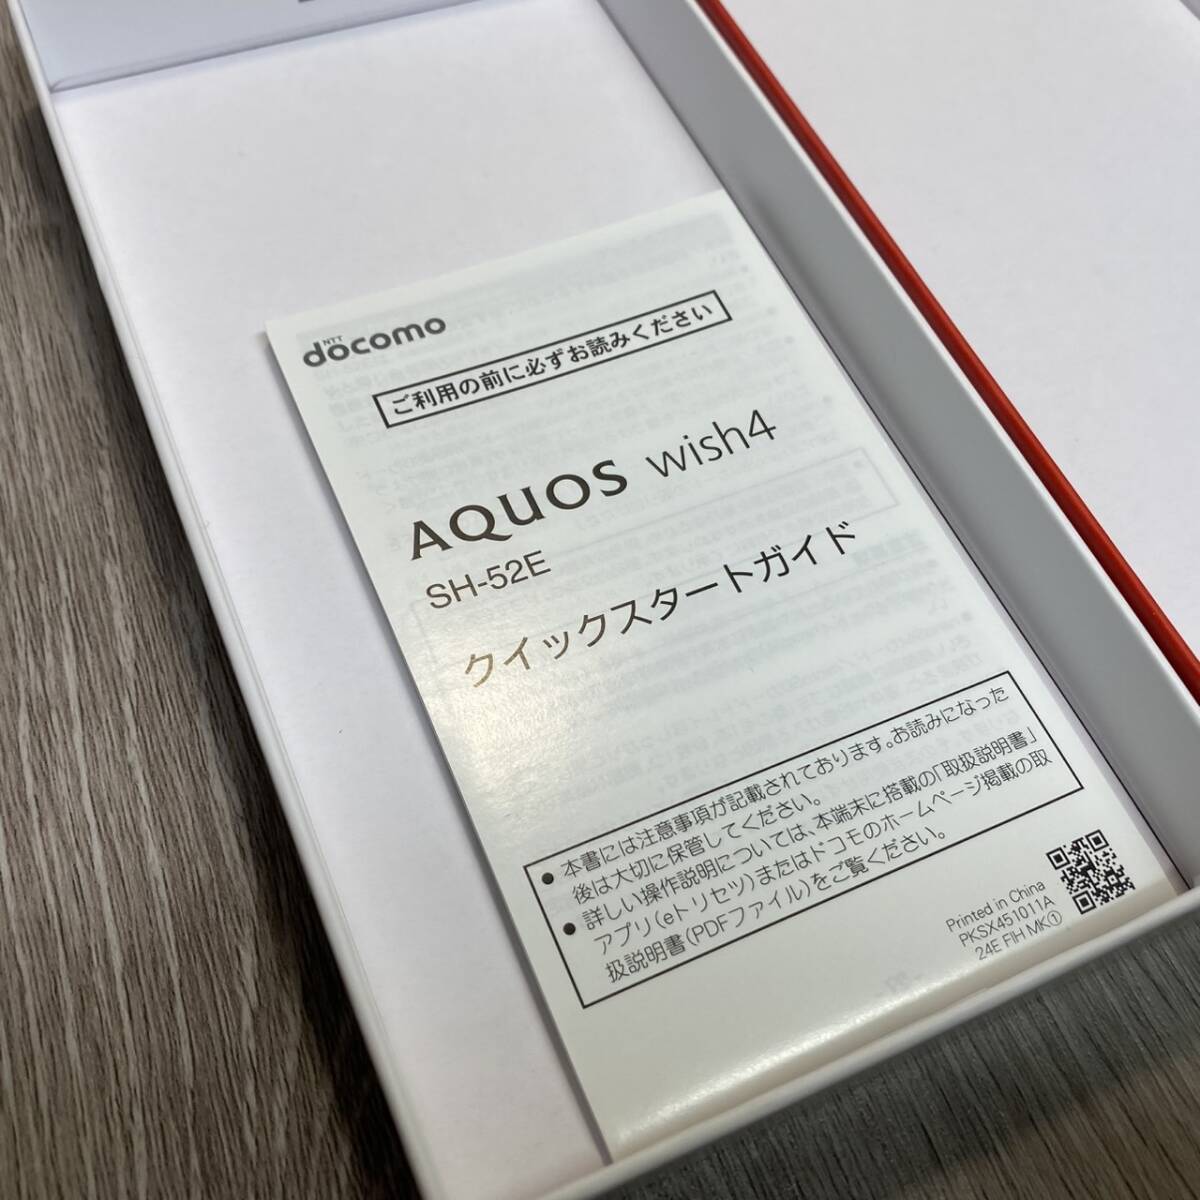 NTT
docomo
ご利用の前に必ずお読みください
AQUOS wish4
SH-52E
クイックスタートガイド
● 本書には注意事項が記載されております。お読みになった
後は大切に保管してください。
● 詳しい操作説明については、本端末に搭載の「取扱説明書」
アプリ(eトリセツ)またはドコモのホームページ掲載の取
扱説明書(PDFファイル)をご覧ください。
Printed in China
PKSX451011A
24E FIH MK①